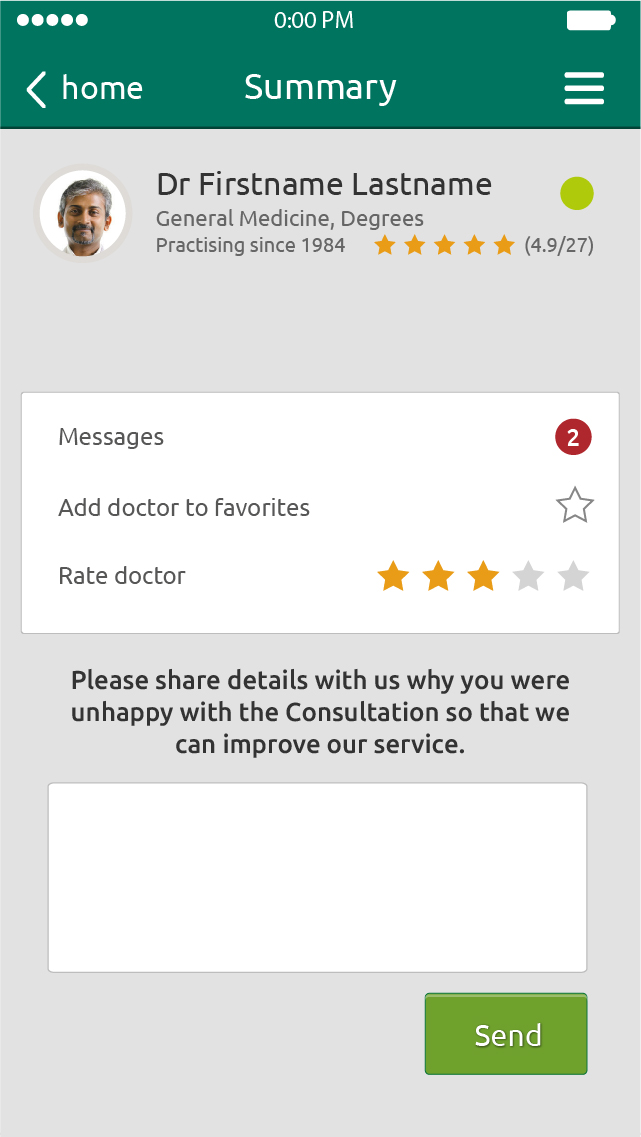 0:00 PM
home
Summary
Dr Firstname Lastname
General Medicine, Degrees
Practising since 1984
(4.9/27)
Messages
2
Add doctor to favorites
Rate doctor
Please share details with us why you were
unhappy with the Consultation so that we
can improve our service.
Send